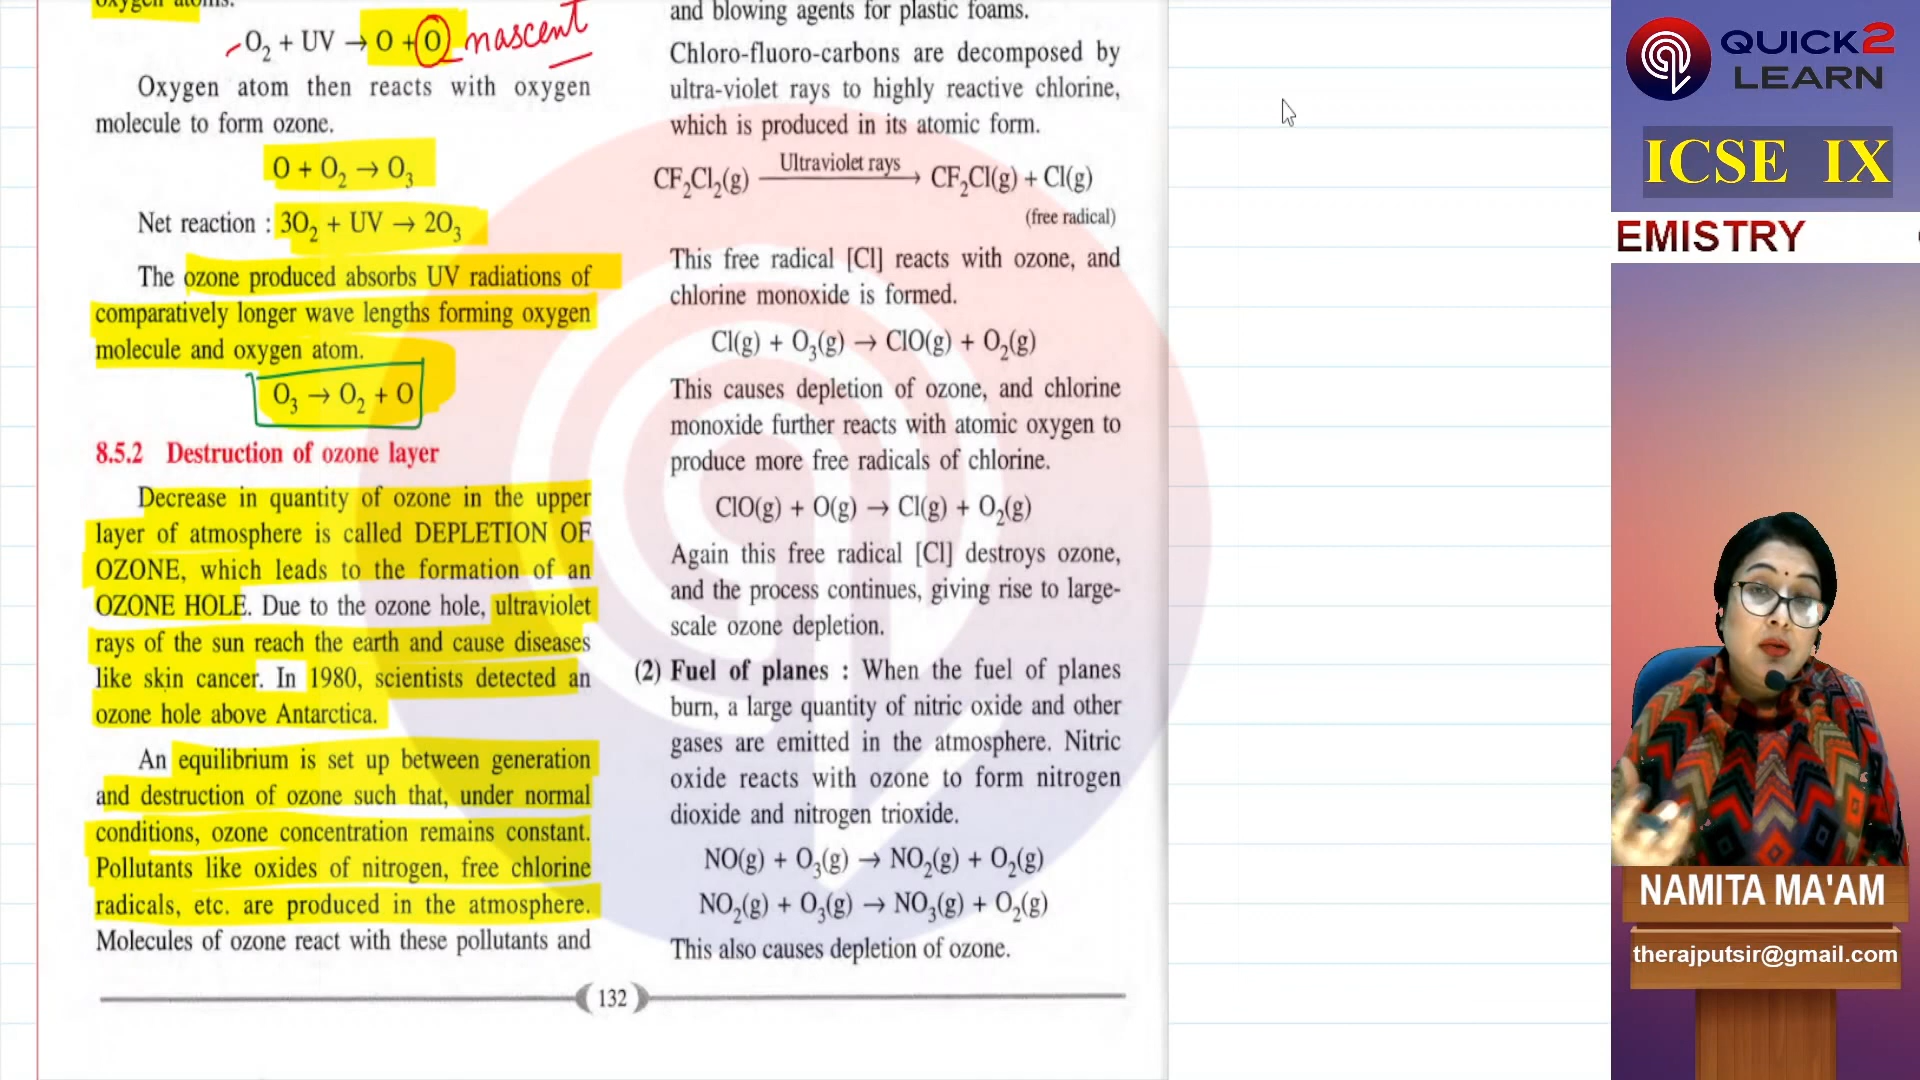 oxygen atoms.
O2 + UV → O + O nascent
Oxygen atom then reacts with oxygen
molecule to form ozone.
O + O2 → O3
Net reaction : 3O2 + UV → 2O3
The ozone produced absorbs UV radiations of
comparatively longer wave lengths forming oxygen
molecule and oxygen atom.
O3 → O2 + O
8.5.2 Destruction of ozone layer
Decrease in quantity of ozone in the upper
layer of atmosphere is called DEPLETION OF
OZONE, which leads to the formation of an
OZONE HOLE. Due to the ozone hole, ultraviolet
rays of the sun reach the earth and cause diseases
like skin cancer. In 1980, scientists detected an
ozone hole above Antarctica.
An equilibrium is set up between generation
and destruction of ozone such that, under normal
conditions, ozone concentration remains constant.
Pollutants like oxides of nitrogen, free chlorine
radicals, etc. are produced in the atmosphere.
Molecules of ozone react with these pollutants and
and blowing agents for plastic foams.
Chloro-fluoro-carbons are decomposed by
ultra-violet rays to highly reactive chlorine,
which is produced in its atomic form.
Ultraviolet rays
CF2Cl2(g) → CF2Cl(g) + Cl(g)
(free radical)
This free radical [Cl] reacts with ozone, and
chlorine monoxide is formed.
Cl(g) + O3(g) → ClO(g) + O2(g)
This causes depletion of ozone, and chlorine
monoxide further reacts with atomic oxygen to
produce more free radicals of chlorine.
ClO(g) + O(g) → Cl(g) + O2(g)
Again this free radical [Cl] destroys ozone,
and the process continues, giving rise to large-
scale ozone depletion.
(2) Fuel of planes : When the fuel of planes
burn, a large quantity of nitric oxide and other
gases are emitted in the atmosphere. Nitric
oxide reacts with ozone to form nitrogen
dioxide and nitrogen trioxide.
NO(g) + O3(g) → NO2(g) + O2(g)
NO2(g) + O3(g) → NO3(g) + O2(g)
This also causes depletion of ozone.
132
QUICK2
LEARN
ICSE IX
EMISTRY
NAMITA MA'AM
therajputsir@gmail.com